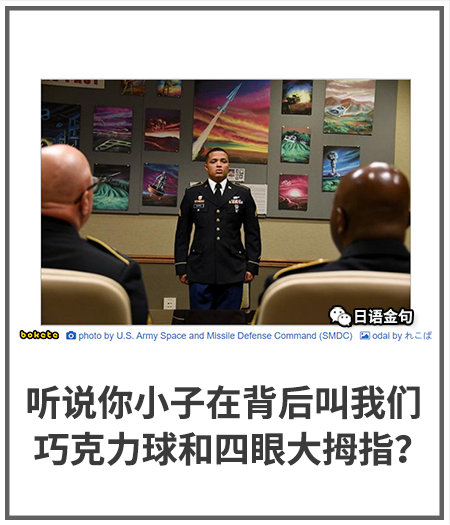 日语金句
bokete photo by U.S. Army Space and Missile Defense Command (SMDC) odai by れこば
听说你小子在背后叫我们
巧克力球和四眼大拇指？